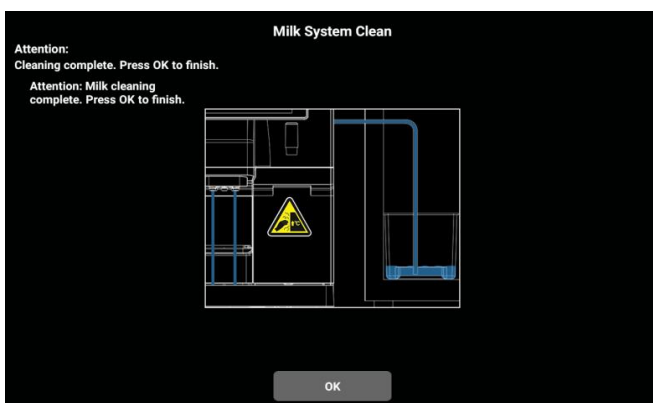 Milk System Clean
Attention:
Cleaning complete. Press OK to finish.
Attention: Milk cleaning
complete. Press OK to finish.
OK